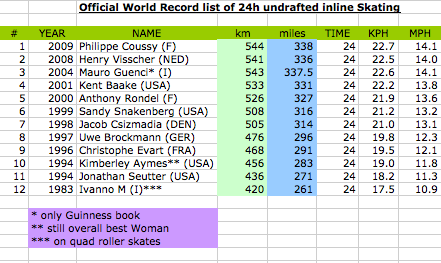 Official World Record list of 24h undrafted inline Skating
# YEAR NAME km miles TIME KPH MPH
1 2009 Philippe Coussy (F) 544 338 24 22.7 14.1
2 2008 Henry Visscher (NED) 541 336 24 22.5 14.0
3 2004 Mauro Guenci* (I) 543 337.5 24 22.6 14.1
4 2001 Kent Baake (USA) 533 331 24 22.2 13.8
5 2000 Anthony Rondel (F) 526 327 24 21.9 13.6
6 1999 Sandy Snakenberg (USA) 508 316 24 21.2 13.2
7 1998 Jacob Csizmadia (DEN) 505 314 24 21.0 13.1
8 1997 Uwe Brockmann (GER) 476 296 24 19.8 12.3
9 1996 Christophe Evart (FRA) 468 291 24 19.5 12.1
10 1994 Kimberley Aymes** (USA) 456 283 24 19.0 11.8
11 1994 Jonathan Seutter (USA) 436 271 24 18.2 11.3
12 1983 Ivanno M (I)*** 420 261 24 17.5 10.9
* only Guinness book
** still overall best Woman
*** on quad roller skates